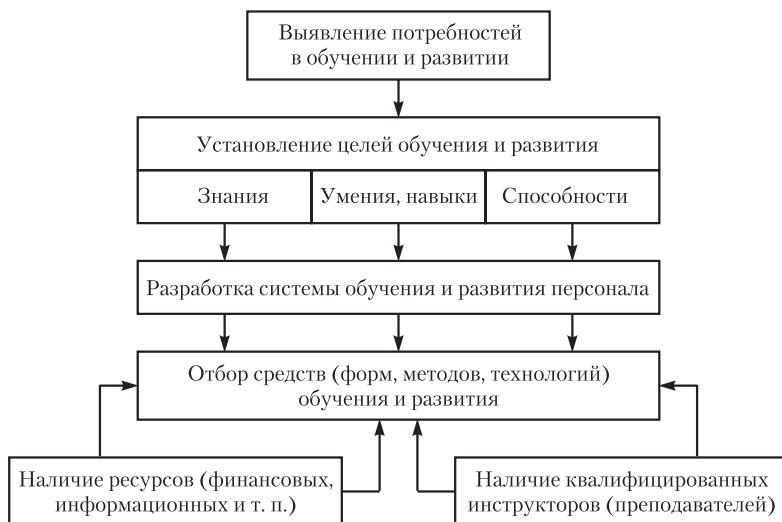 Выявление потребностей
в обучении и развитии
Установление целей обучения и развития
Знания
Умения, навыки
Способности
Разработка системы обучения и развития персонала
Отбор средств (форм, методов, технологий)
обучения и развития
Наличие ресурсов (финансовых,
информационных и т. п.)
Наличие квалифицированных
инструкторов (преподавателей)